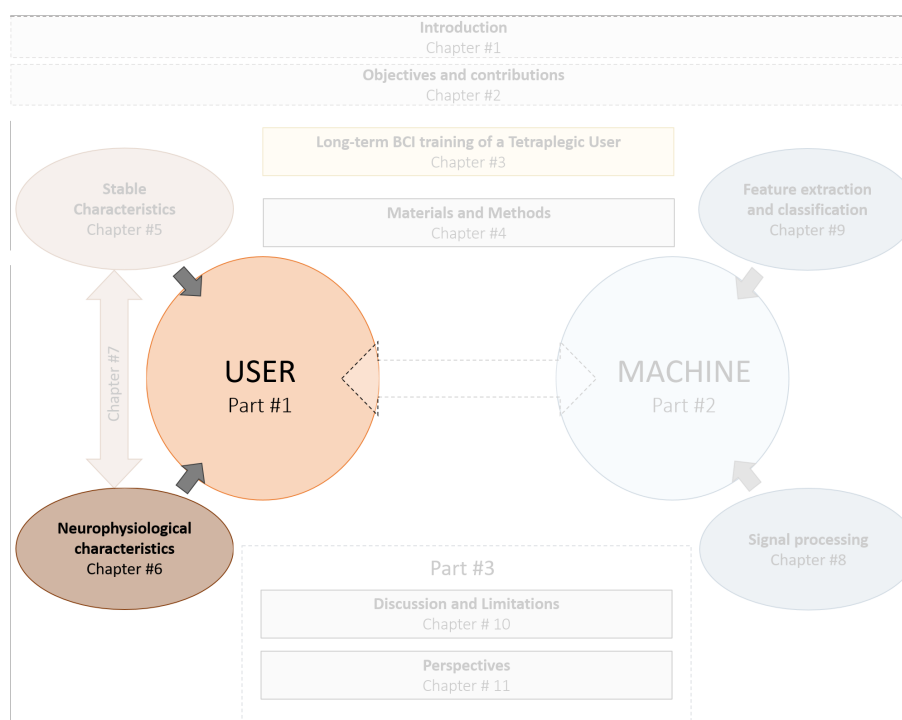 Introduction
Chapter #1
Objectives and contributions
Chapter #2
Long-term BCI training of a Tetraplegic User
Chapter #3
Materials and Methods
Chapter #4
Stable
Characteristics
Chapter #5
Feature extraction
and classification
Chapter #9
Chapter #7
USER
Part #1
MACHINE
Part #2
Neurophysiological
characteristics
Chapter #6
Signal processing
Chapter #8
Part #3
Discussion and Limitations
Chapter # 10
Perspectives
Chapter # 11